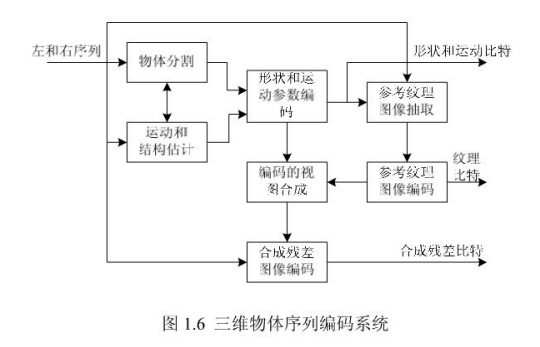 左和右序列
物体分割
形状和运
动参数编
码
形状和运动比特
参考纹理
图像抽取
运动和
结构估计
编码的视
图合成
参考纹理
图像编码
纹理
比特
合成残差
图像编码
合成残差比特
图 1.6 三维物体序列编码系统